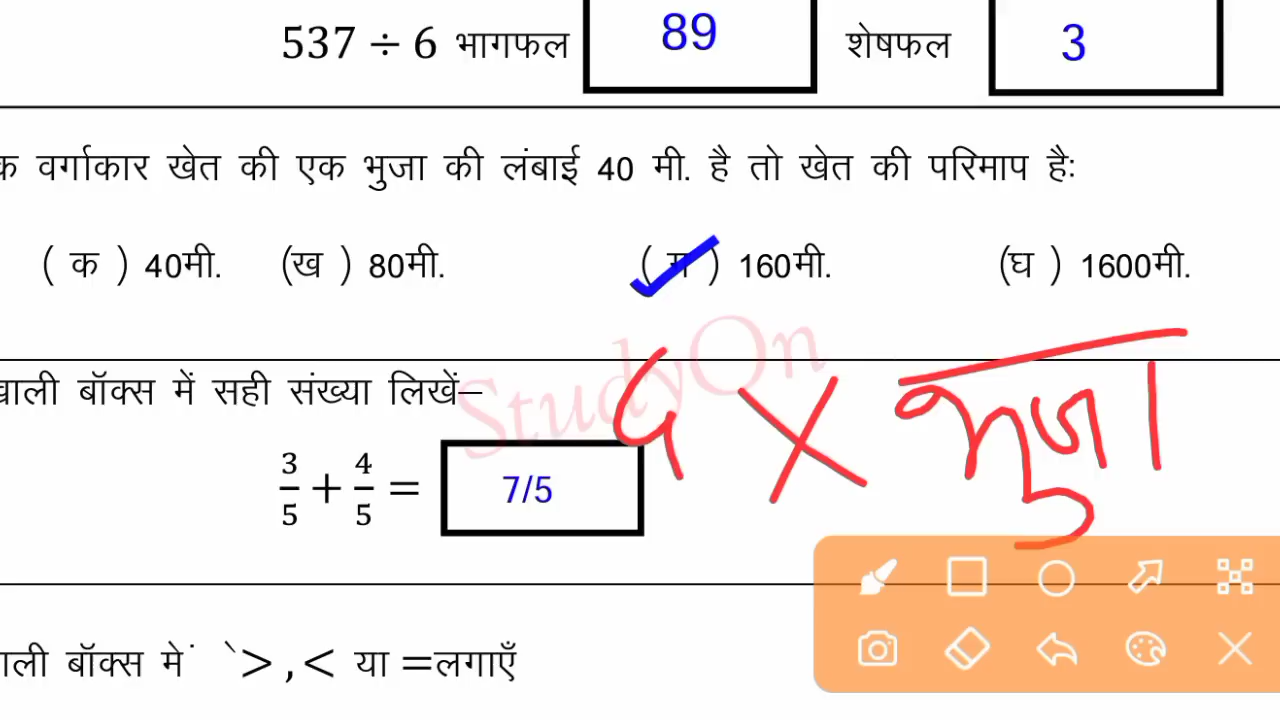 537 ÷ 6 भागफल 89 शेषफल 3
क वर्गाकार खेत की एक भुजा की लंबाई 40 मी. है तो खेत की परिमाप हैः
( क ) 40मी. (ख ) 80मी. ( ग ) 160मी. (घ ) 1600मी.
StudyOn
4 × भुजा
खाली बॉक्स में सही संख्या लिखें–
3/5 + 4/5 = 7/5
ाली बॉक्स में >,< या =लगाएँ